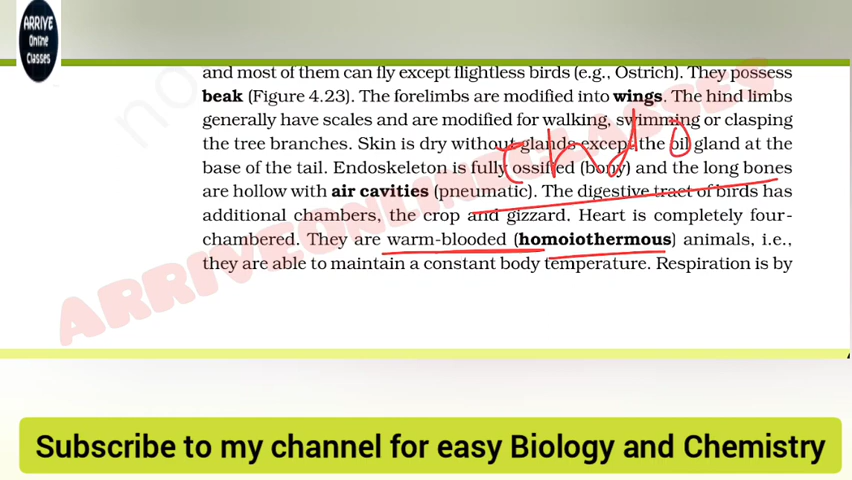 ARRIVE
Online
Classes
and most of them can fly except flightless birds (e.g., Ostrich). They possess
beak (Figure 4.23). The forelimbs are modified into wings. The hind limbs
generally have scales and are modified for walking, swimming or clasping
the tree branches. Skin is dry without glands except the oil gland at the
base of the tail. Endoskeleton is fully ossified (bony) and the long bones
are hollow with air cavities (pneumatic). The digestive tract of birds has
additional chambers, the crop and gizzard. Heart is completely four-
chambered. They are warm-blooded (homoiothermous) animals, i.e.,
they are able to maintain a constant body temperature. Respiration is by
endo
no
ARRIVEONLINECLASSES
Subscribe to my channel for easy Biology and Chemistry